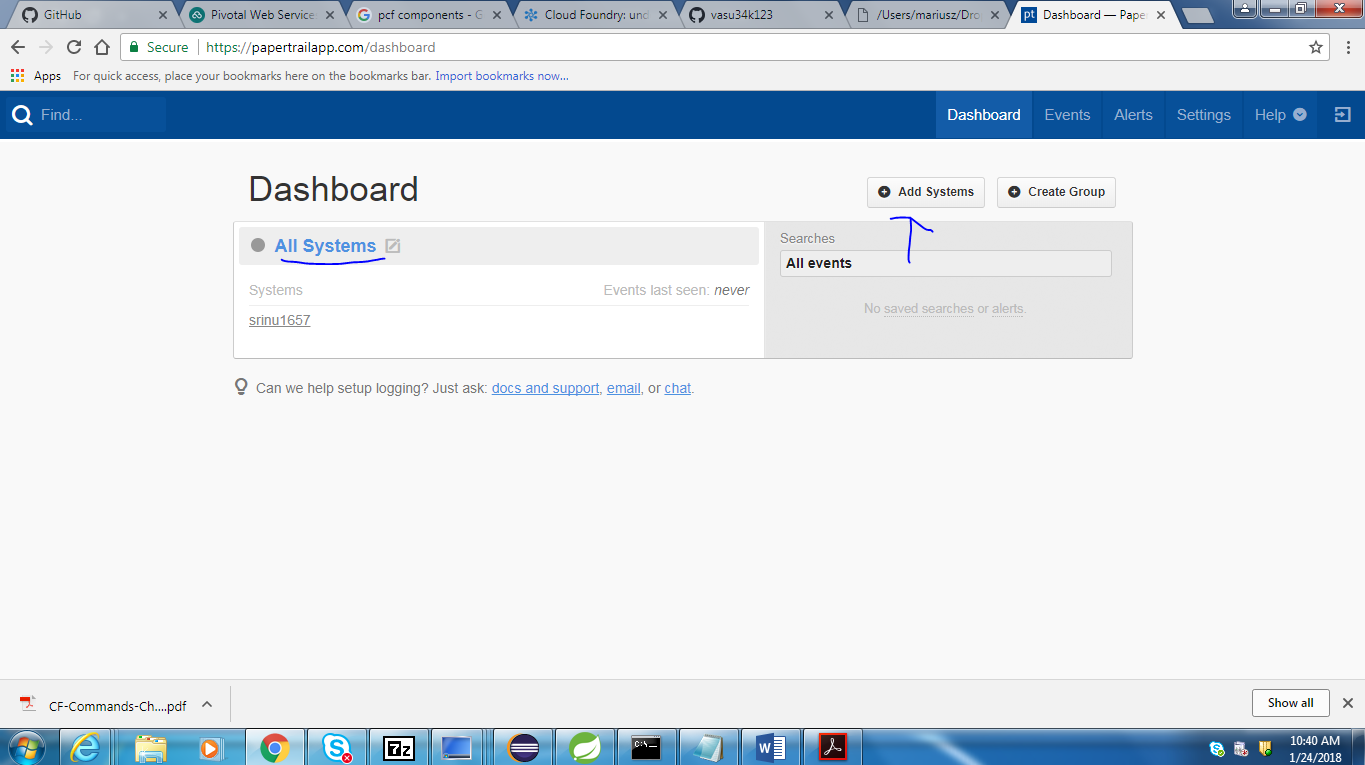 GitHub
Pivotal Web Service
pcf components - G
Cloud Foundry: und
vasu34k123
/Users/mariusz/Dro
pt Dashboard — Pape
Secure https://papertrailapp.com/dashboard
Apps For quick access, place your bookmarks here on the bookmarks bar. Import bookmarks now...
Find...
Dashboard Events Alerts Settings Help
Dashboard
Add Systems Create Group
All Systems
Searches
All events
Systems Events last seen: never
No saved searches or alerts.
srinu1657
Can we help setup logging? Just ask: docs and support, email, or chat.
CF-Commands-Ch....pdf
Show all
7z
C:\
W
10:40 AM
1/24/2018